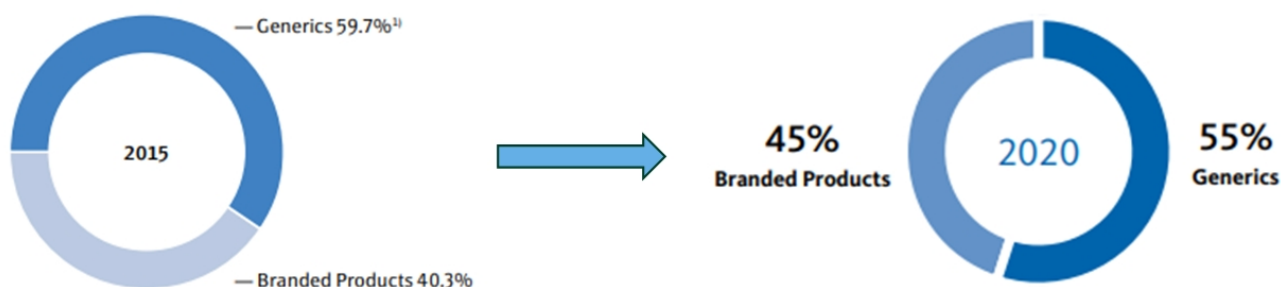 — Generics 59.7%¹⁾
2015
— Branded Products 40.3%
45%
Branded Products
2020
55%
Generics